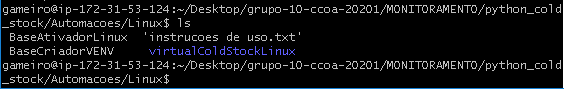 gameiro@ip-172-31-53-124:~/Desktop/grupo-10-ccoa-20201/MONITORAMENTO/python_cold
_stock/Automacoes/Linux$ ls
BaseAtivadorLinux  'instrucoes de uso.txt'
BaseCriadorVENV     virtualColdStockLinux
gameiro@ip-172-31-53-124:~/Desktop/grupo-10-ccoa-20201/MONITORAMENTO/python_cold
_stock/Automacoes/Linux$